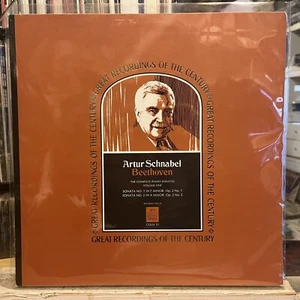 GREAT RECORDINGS OF THE CENTURY
GREAT RECORDINGS OF THE CENTURY
GREAT RECORDINGS OF THE CENTURY
GREAT RECORDINGS OF THE CENTURY
Artur Schnabel
Beethoven
THE COMPLETE PIANO SONATAS
VOLUME ONE
SONATA NO. 1 IN F MINOR Op. 2 No. 1
SONATA NO. 2 IN A MAJOR Op. 2 No. 2